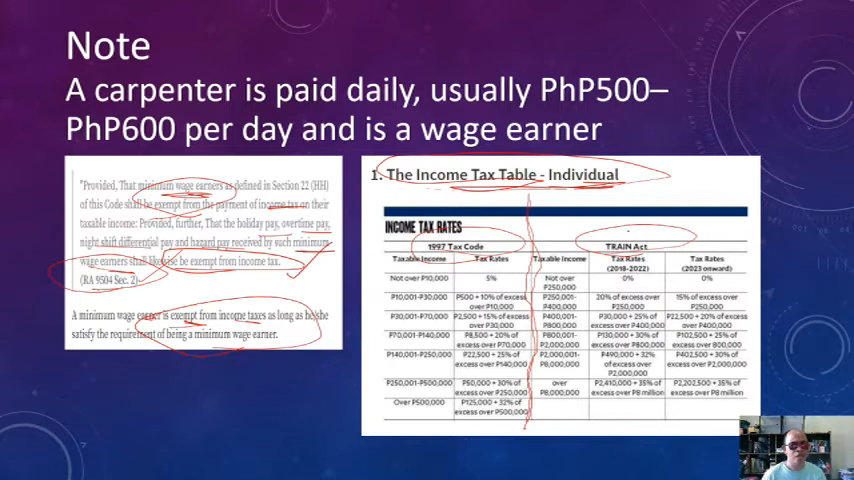 Note
A carpenter is paid daily, usually PhP500–
PhP600 per day and is a wage earner
"Provided, That minimum wage earners as defined in Section 22 (HH)
of this Code shall be exempt from the payment of income tax on their
taxable income: Provided, further, That the holiday pay, overtime pay,
night shift differential pay and hazard pay received by such minimum
wage earners shall likewise be exempt from income tax.
(RA 9504 Sec. 2)
A minimum wage earner is exempt from income taxes as long as he/she
satisfy the requirement of being a minimum wage earner.
1. The Income Tax Table - Individual
INCOME TAX RATES
1997 Tax Code TRAIN Act
Taxable Income Tax Rates Taxable Income Tax Rates (2018-2022) Tax Rates (2023 onward)
Not over P10,000 5% Not over P250,000 0% 0%
P10,001-P30,000 P500 + 10% of excess over P10,000 P250,001-P400,000 20% of excess over P250,000 15% of excess over P250,000
P30,001-P70,000 P2,500 + 15% of excess over P30,000 P400,001-P800,000 P30,000 + 25% of excess over P400,000 P22,500 + 20% of excess over P400,000
P70,001-P140,000 P8,500 + 20% of excess over P70,000 P800,001-P2,000,000 P130,000 + 30% of excess over P800,000 P102,500 + 25% of excess over 800,000
P140,001-P250,000 P22,500 + 25% of excess over P140,000 P2,000,001-P8,000,000 P490,000 + 32% of excess over P2,000,000 P402,500 + 30% of excess over P2,000,000
P250,001-P500,000 P50,000 + 30% of excess over P250,000 over P8,000,000 P2,410,000 + 35% of excess over P8 million P2,202,500 + 35% of excess over P8 million
Over P500,000 P125,000 + 32% of excess over P500,000